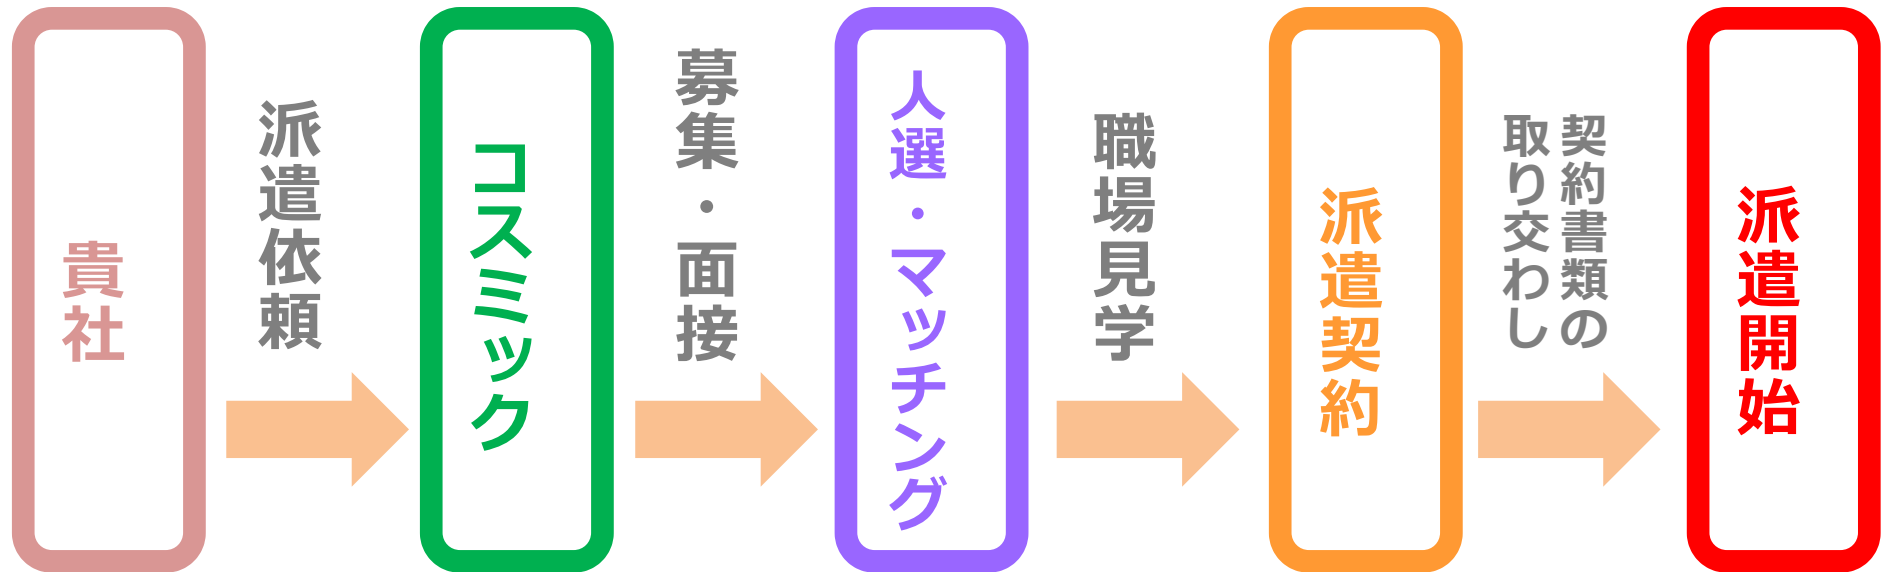 貴社
派遣依頼
コスミック
募集・面接
人選・マッチング
職場見学
派遣契約
契約書類の
取り交わし
派遣開始